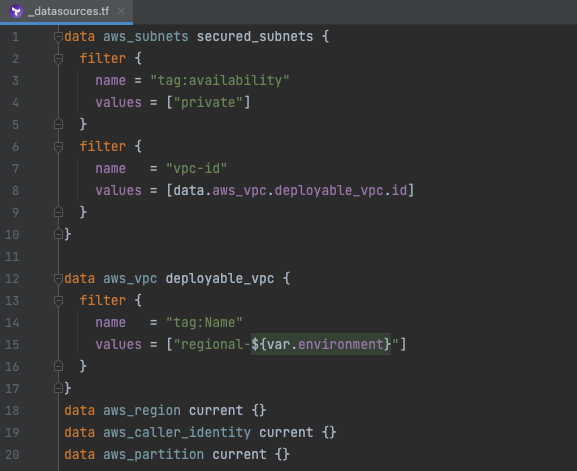 _datasources.tf
1 data aws_subnets secured_subnets {
2   filter {
3     name = "tag:availability"
4     values = ["private"]
5   }
6   filter {
7     name   = "vpc-id"
8     values = [data.aws_vpc.deployable_vpc.id]
9   }
10 }
11
12 data aws_vpc deployable_vpc {
13   filter {
14     name   = "tag:Name"
15     values = ["regional-${var.environment}"]
16   }
17 }
18 data aws_region current {}
19 data aws_caller_identity current {}
20 data aws_partition current {}